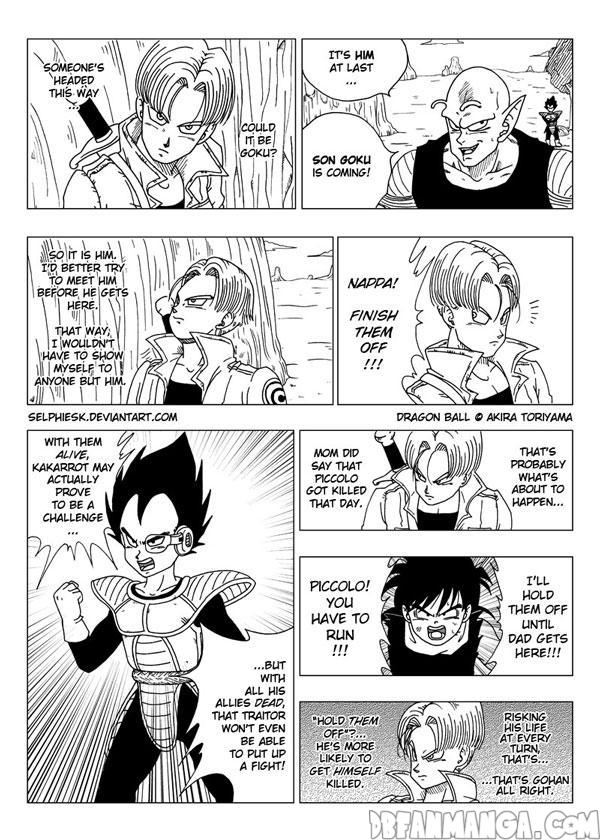 SOMEONE'S
HEADED
THIS WAY
...
COULD
IT BE
GOKU?
IT'S HIM
AT LAST
...
SON GOKU
IS COMING!
SO IT IS HIM.
I'D BETTER TRY
TO MEET HIM
BEFORE HE GETS
HERE.
THAT WAY,
I WOULDN'T
HAVE TO SHOW
MYSELF TO
ANYONE BUT HIM.
NAPPA!
FINISH
THEM
OFF
!!!
SELPHIESK.DEVIANTART.COM
DRAGON BALL © AKIRA TORIYAMA
WITH THEM
ALIVE,
KAKARROT MAY
ACTUALLY
PROVE
TO BE A
CHALLENGE
...
...BUT
WITH
ALL HIS
ALLIES DEAD,
THAT TRAITOR
WON'T EVEN
BE ABLE
TO PUT UP
A FIGHT!
MOM DID
SAY THAT
PICCOLO
GOT KILLED
THAT DAY.
THAT'S
PROBABLY
WHAT'S
ABOUT TO
HAPPEN...
PICCOLO!
YOU
HAVE TO
RUN
!!!
I'LL
HOLD
THEM OFF
UNTIL
DAD GETS
HERE!!!
"HOLD THEM
OFF"?...
HE'S MORE
LIKELY TO
GET HIMSELF
KILLED.
RISKING
HIS LIFE
AT EVERY
TURN,
THAT'S...
...THAT'S GOHAN
ALL RIGHT.
DBFANMANGA.COM